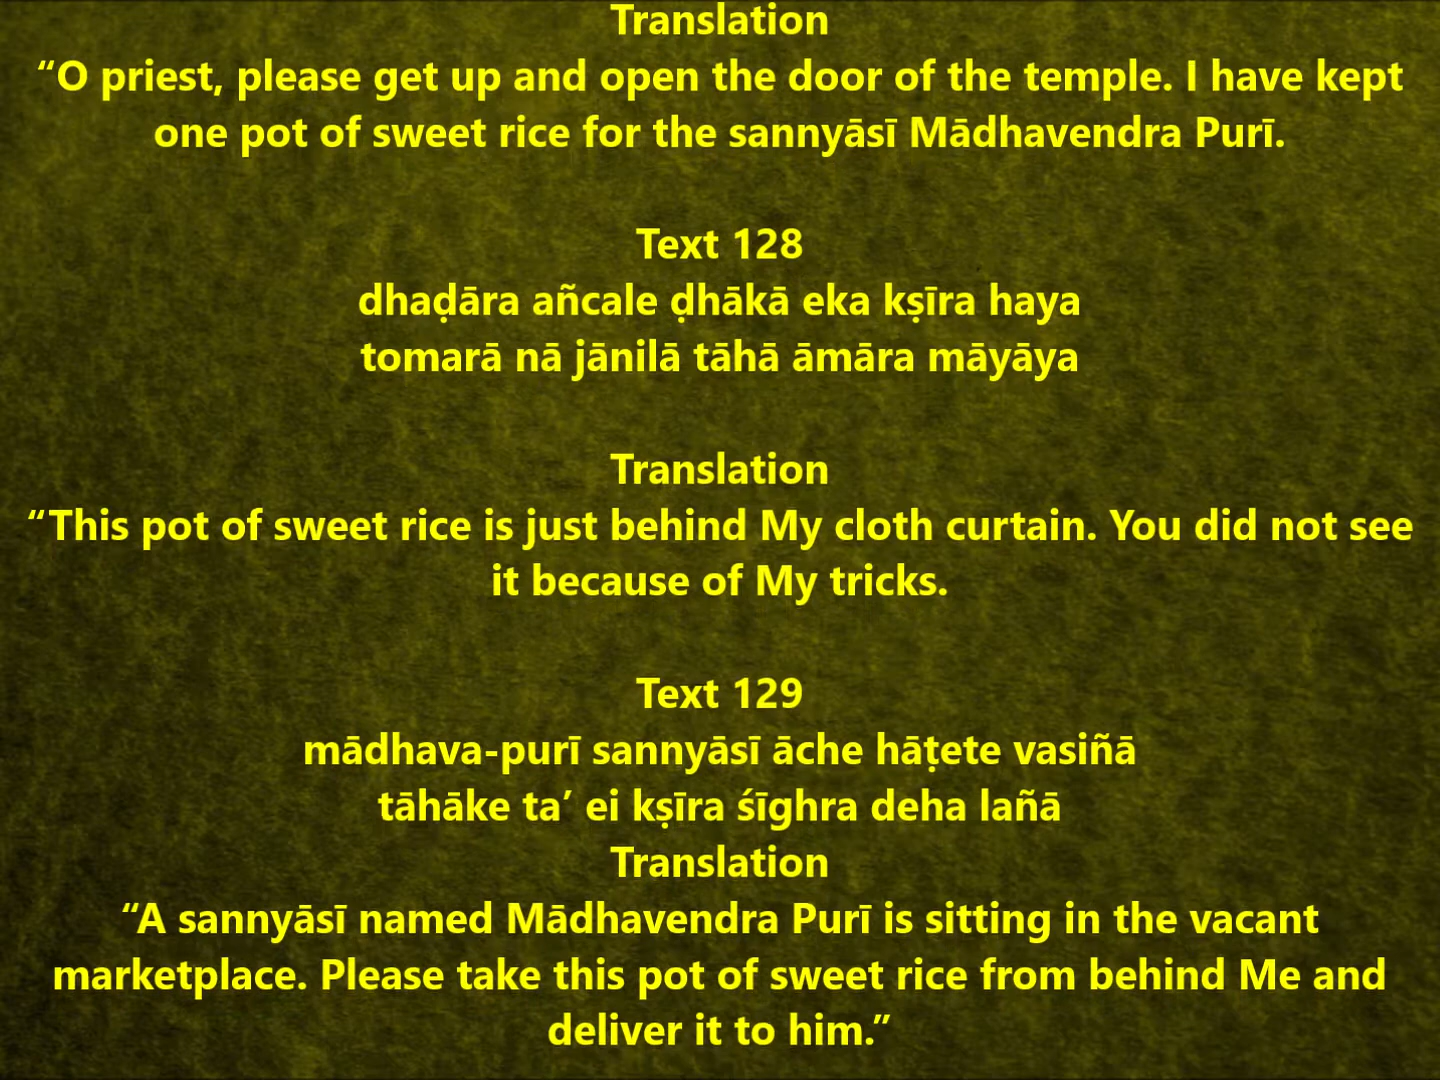 Translation
“O priest, please get up and open the door of the temple. I have kept
one pot of sweet rice for the sannyāsī Mādhavendra Purī.
Text 128
dhaḍāra añcale ḍhākā eka kṣīra haya
tomarā nā jānilā tāhā āmāra māyāya
Translation
“This pot of sweet rice is just behind My cloth curtain. You did not see
it because of My tricks.
Text 129
mādhava-purī sannyāsī āche hāṭete vasiñā
tāhāke ta’ ei kṣīra śīghra deha lañā
Translation
“A sannyāsī named Mādhavendra Purī is sitting in the vacant
marketplace. Please take this pot of sweet rice from behind Me and
deliver it to him.”